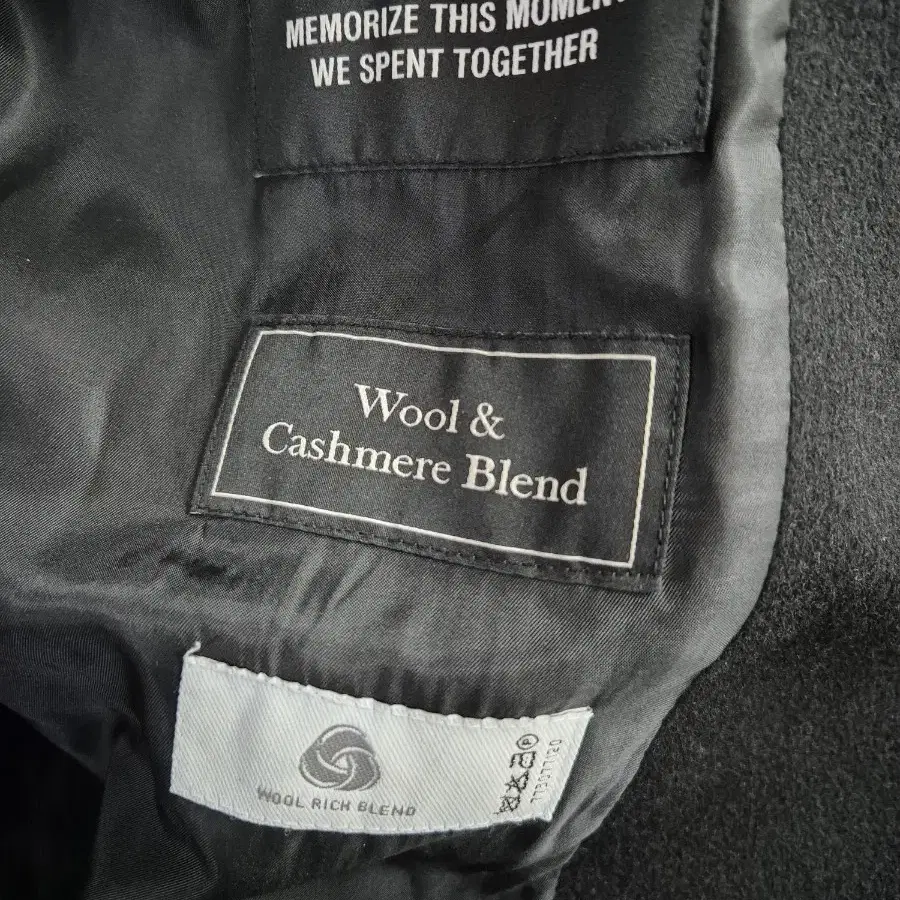 MEMORIZE THIS MOMENT
WE SPENT TOGETHER
Wool &
Cashmere Blend
WOOL RICH BLEND
P